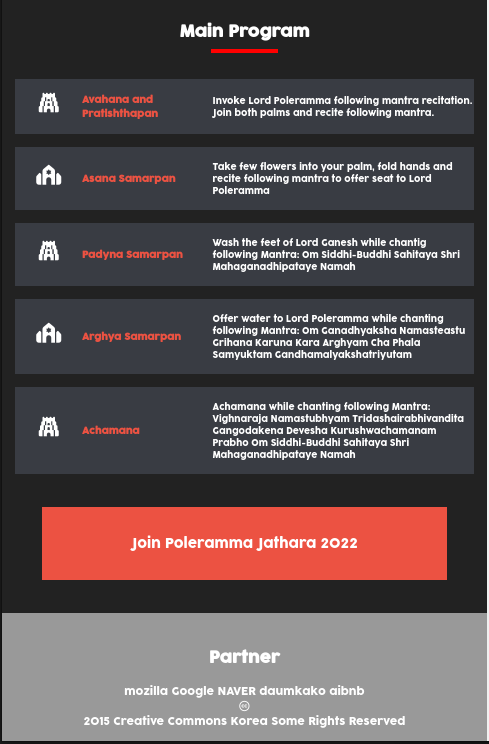 Main Program
Avahana and
Pratishthapan
Invoke Lord Poleramma following mantra recitation.
Join both palms and recite following mantra.
Asana Samarpan
Take few flowers into your palm, fold hands and
recite following mantra to offer seat to Lord
Poleramma
Padyna Samarpan
Wash the feet of Lord Ganesh while chantig
following Mantra: Om Siddhi-Buddhi Sahitaya Shri
Mahaganadhipataye Namah
Arghya Samarpan
Offer water to Lord Poleramma while chanting
following Mantra: Om Ganadhyaksha Namasteastu
Grihana Karuna Kara Arghyam Cha Phala
Samyuktam Gandhamalyakshatriyutam
Achamana
Achamana while chanting following Mantra:
Vighnaraja Namastubhyam Tridashairabhivandita
Gangodakena Devesha Kurushwachamanam
Prabho Om Siddhi-Buddhi Sahitaya Shri
Mahaganadhipataye Namah
Join Poleramma Jathara 2022
Partner
mozilla Google NAVER daumkako aibnb
cc
2015 Creative Commons Korea Some Rights Reserved